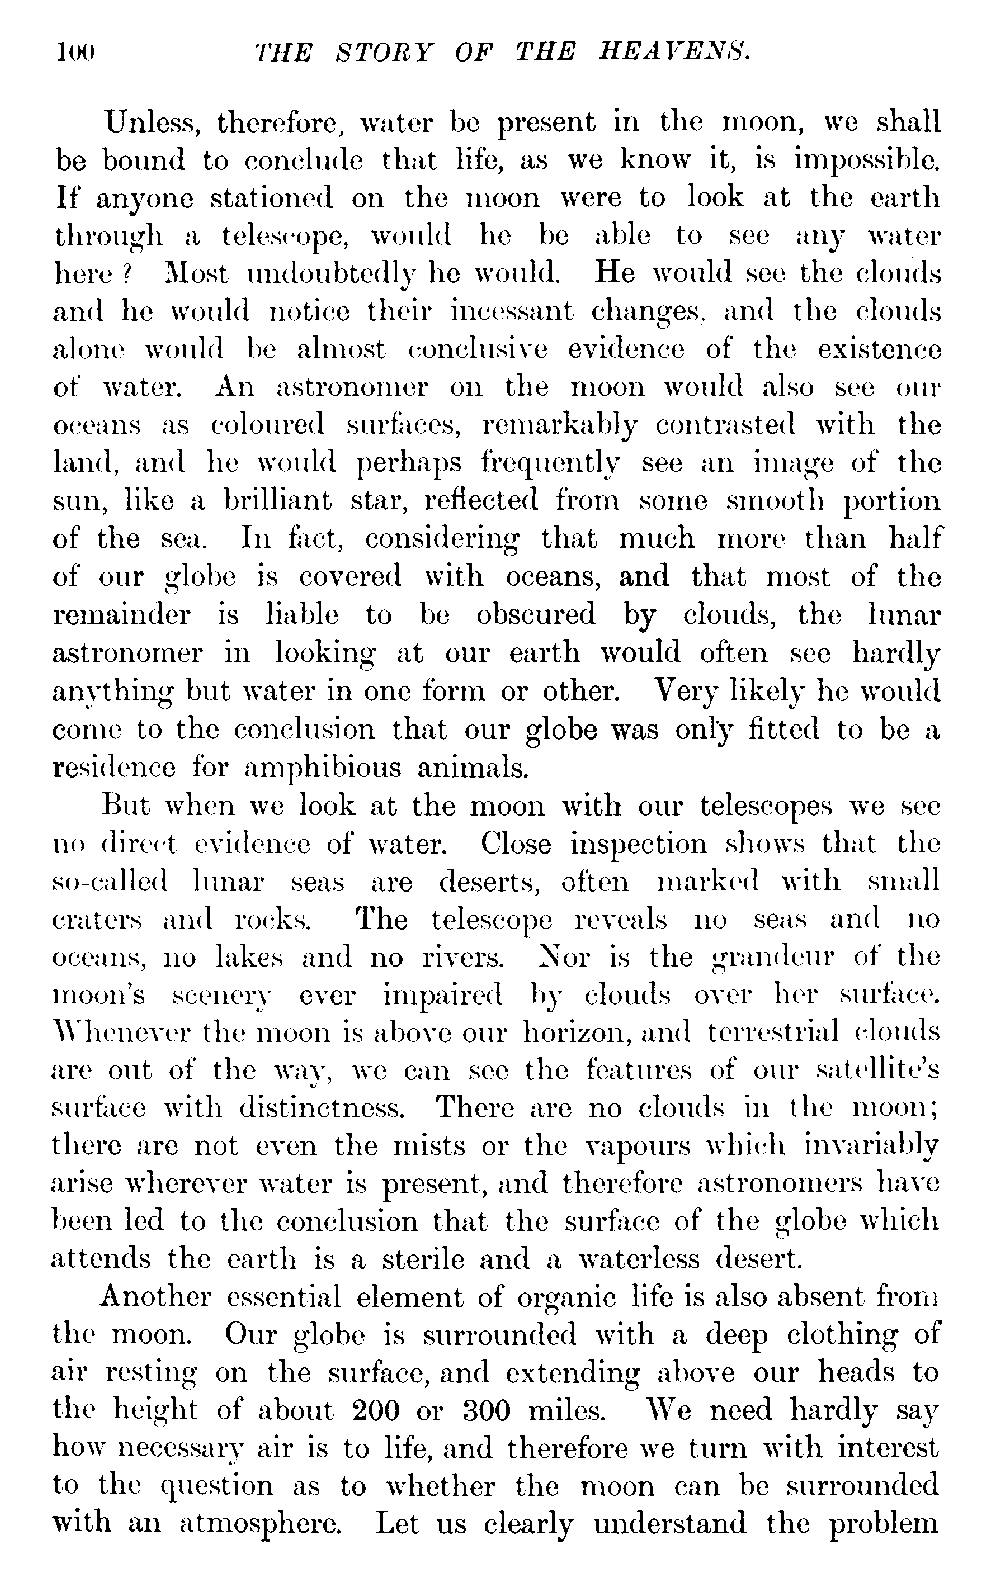 100 THE STORY OF THE HEAVENS.
Unless, therefore, water be present in the moon, we shall
be bound to conclude that life, as we know it, is impossible.
If anyone stationed on the moon were to look at the earth
through a telescope, would he be able to see any water
here ? Most undoubtedly he would. He would see the clouds
and he would notice their incessant changes, and the clouds
alone would be almost conclusive evidence of the existence
of water. An astronomer on the moon would also see our
oceans as coloured surfaces, remarkably contrasted with the
land, and he would perhaps frequently see an image of the
sun, like a brilliant star, reflected from some smooth portion
of the sea. In fact, considering that much more than half
of our globe is covered with oceans, and that most of the
remainder is liable to be obscured by clouds, the lunar
astronomer in looking at our earth would often see hardly
anything but water in one form or other. Very likely he would
come to the conclusion that our globe was only fitted to be a
residence for amphibious animals.
But when we look at the moon with our telescopes we see
no direct evidence of water. Close inspection shows that the
so-called lunar seas are deserts, often marked with small
craters and rocks. The telescope reveals no seas and no
oceans, no lakes and no rivers. Nor is the grandeur of the
moon's scenery ever impaired by clouds over her surface.
Whenever the moon is above our horizon, and terrestrial clouds
are out of the way, we can see the features of our satellite's
surface with distinctness. There are no clouds in the moon;
there are not even the mists or the vapours which invariably
arise wherever water is present, and therefore astronomers have
been led to the conclusion that the surface of the globe which
attends the earth is a sterile and a waterless desert.
Another essential element of organic life is also absent from
the moon. Our globe is surrounded with a deep clothing of
air resting on the surface, and extending above our heads to
the height of about 200 or 300 miles. We need hardly say
how necessary air is to life, and therefore we turn with interest
to the question as to whether the moon can be surrounded
with an atmosphere. Let us clearly understand the problem